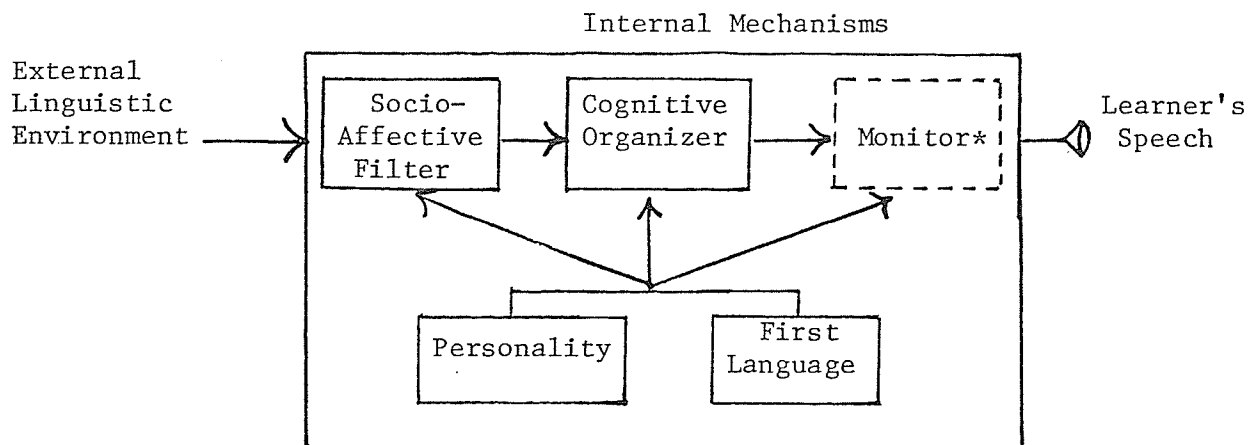 Internal Mechanisms
External
Linguistic
Environment
Socio-
Affective
Filter
Cognitive
Organizer
Monitor*
Learner's
Speech
Personality
First
Language